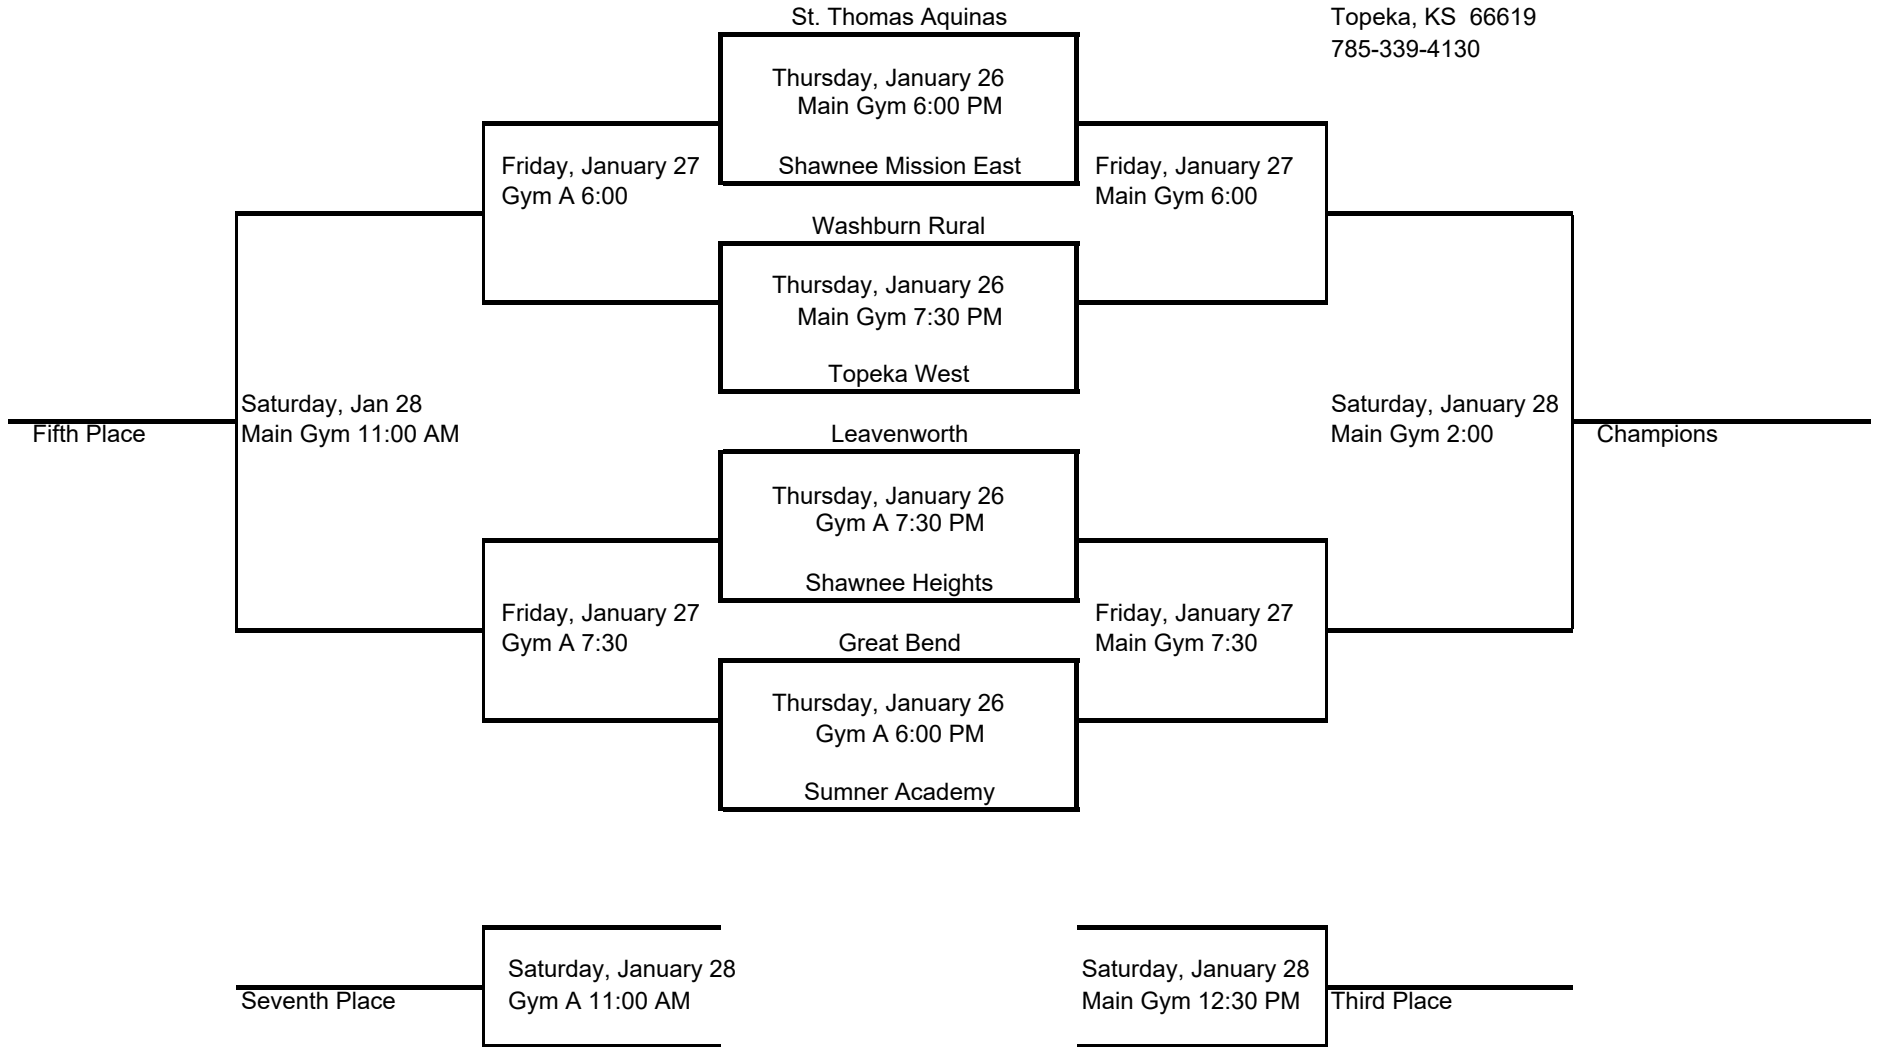 St. Thomas Aquinas
Topeka, KS  66619
785-339-4130
Thursday, January 26
Main Gym 6:00 PM
Friday, January 27
Gym A 6:00
Shawnee Mission East
Friday, January 27
Main Gym 6:00
Washburn Rural
Thursday, January 26
Main Gym 7:30 PM
Topeka West
Saturday, Jan 28
Main Gym 11:00 AM
Fifth Place
Saturday, January 28
Main Gym 2:00
Champions
Leavenworth
Thursday, January 26
Gym A 7:30 PM
Shawnee Heights
Friday, January 27
Gym A 7:30
Friday, January 27
Main Gym 7:30
Great Bend
Thursday, January 26
Gym A 6:00 PM
Sumner Academy
Saturday, January 28
Gym A 11:00 AM
Seventh Place
Saturday, January 28
Main Gym 12:30 PM
Third Place